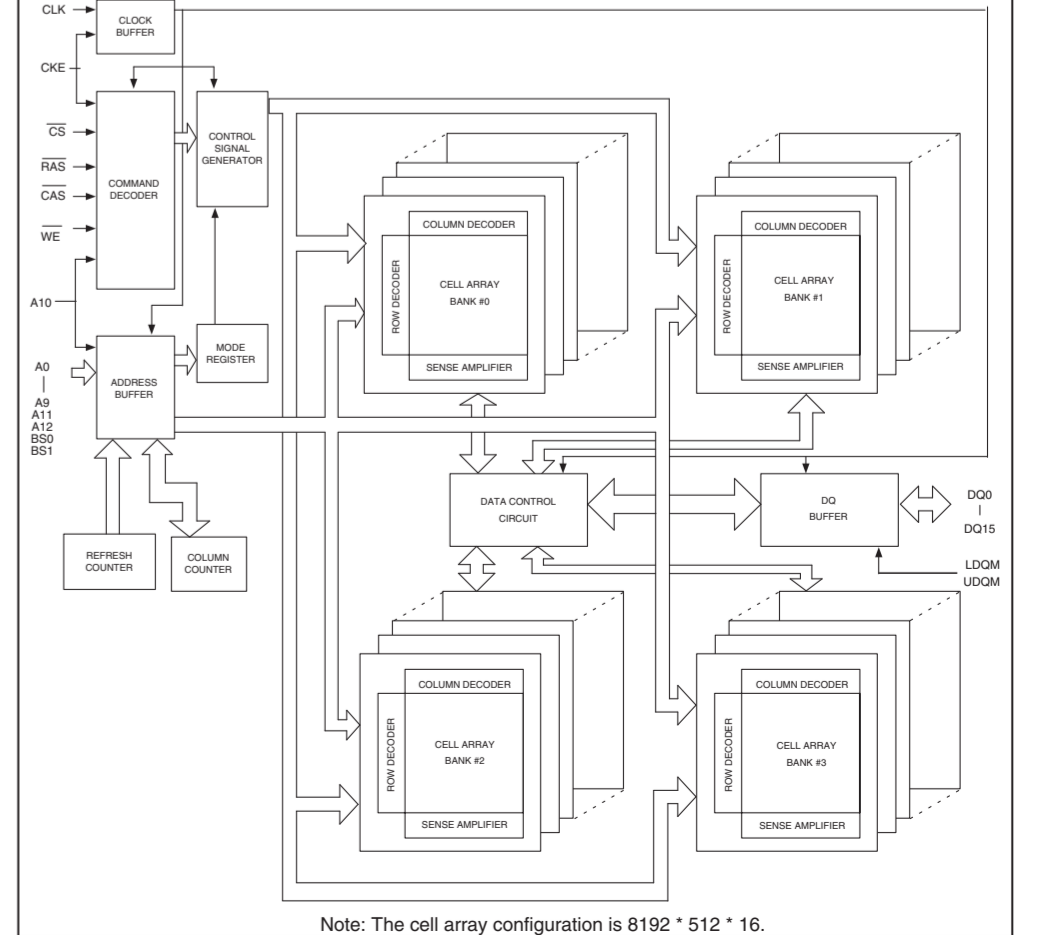 CLK
CLOCK
BUFFER
CKE
CS
RAS
CAS
WE
COMMAND
DECODER
CONTROL
SIGNAL
GENERATOR
A10
A0
A9
A11
A12
BS0
BS1
ADDRESS
BUFFER
MODE
REGISTER
REFRESH
COUNTER
COLUMN
COUNTER
COLUMN DECODER
ROW DECODER
CELL ARRAY
BANK #0
SENSE AMPLIFIER
COLUMN DECODER
ROW DECODER
CELL ARRAY
BANK #1
SENSE AMPLIFIER
DATA CONTROL
CIRCUIT
DQ
BUFFER
DQ0
DQ15
LDQM
UDQM
COLUMN DECODER
ROW DECODER
CELL ARRAY
BANK #2
SENSE AMPLIFIER
COLUMN DECODER
ROW DECODER
CELL ARRAY
BANK #3
SENSE AMPLIFIER
Note: The cell array configuration is 8192 * 512 * 16.